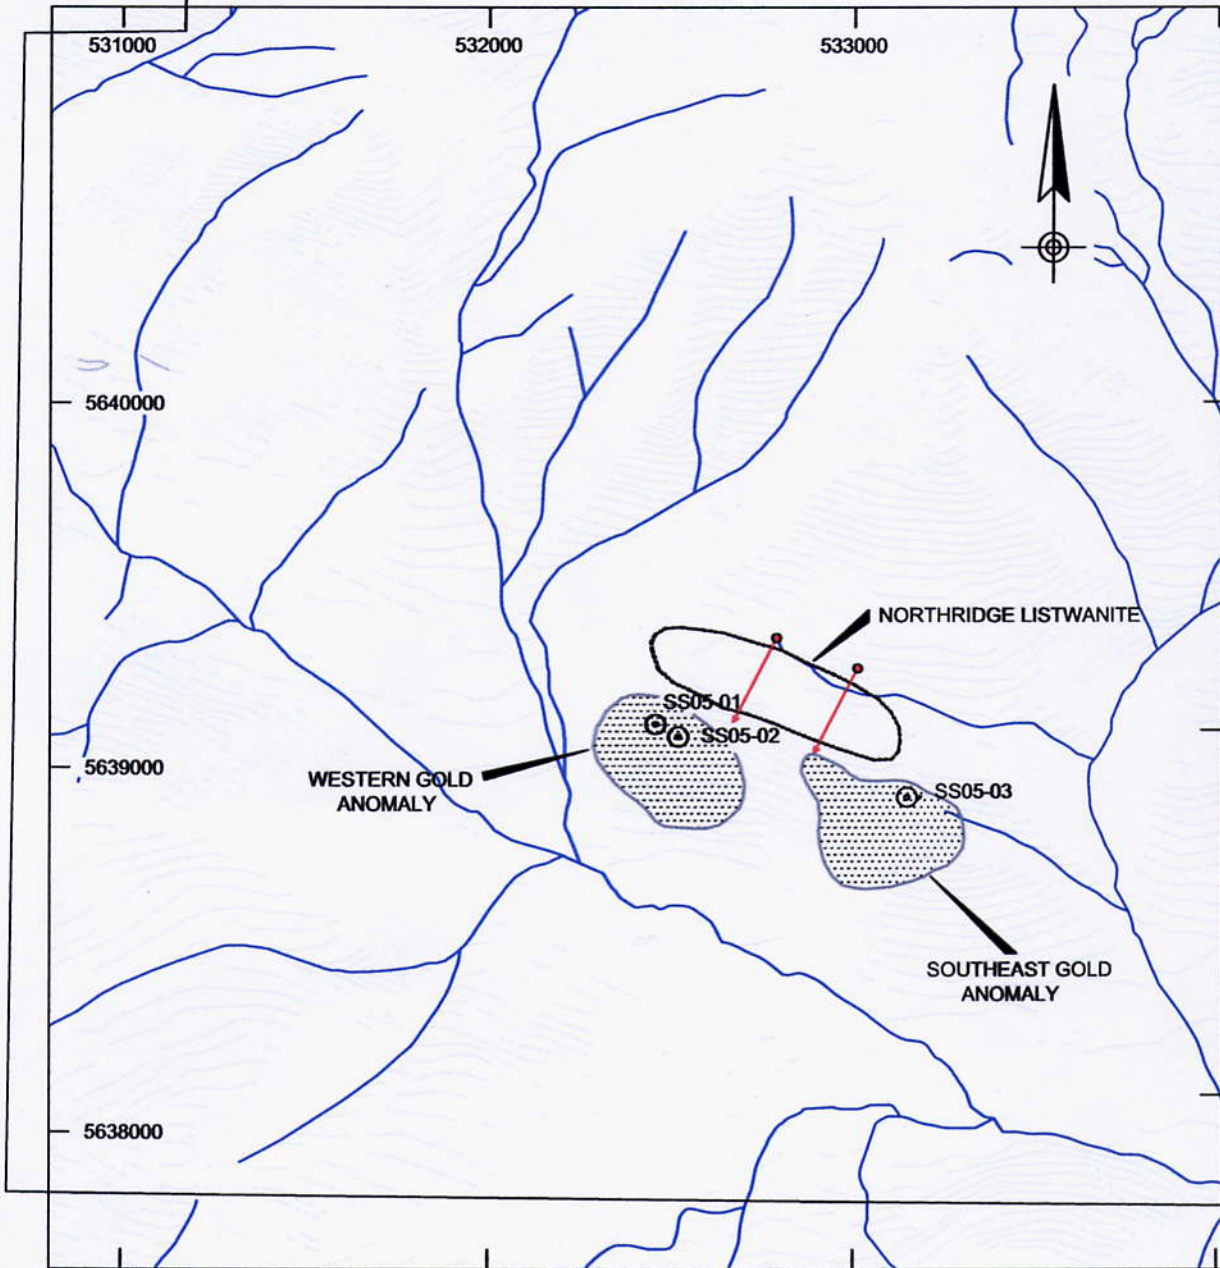 531000
532000
533000
5640000
NORTHRIDGE LISTWANITE
SS05-01
SS05-02
5639000
WESTERN GOLD
ANOMALY
SS05-03
SOUTHEAST GOLD
ANOMALY
5638000